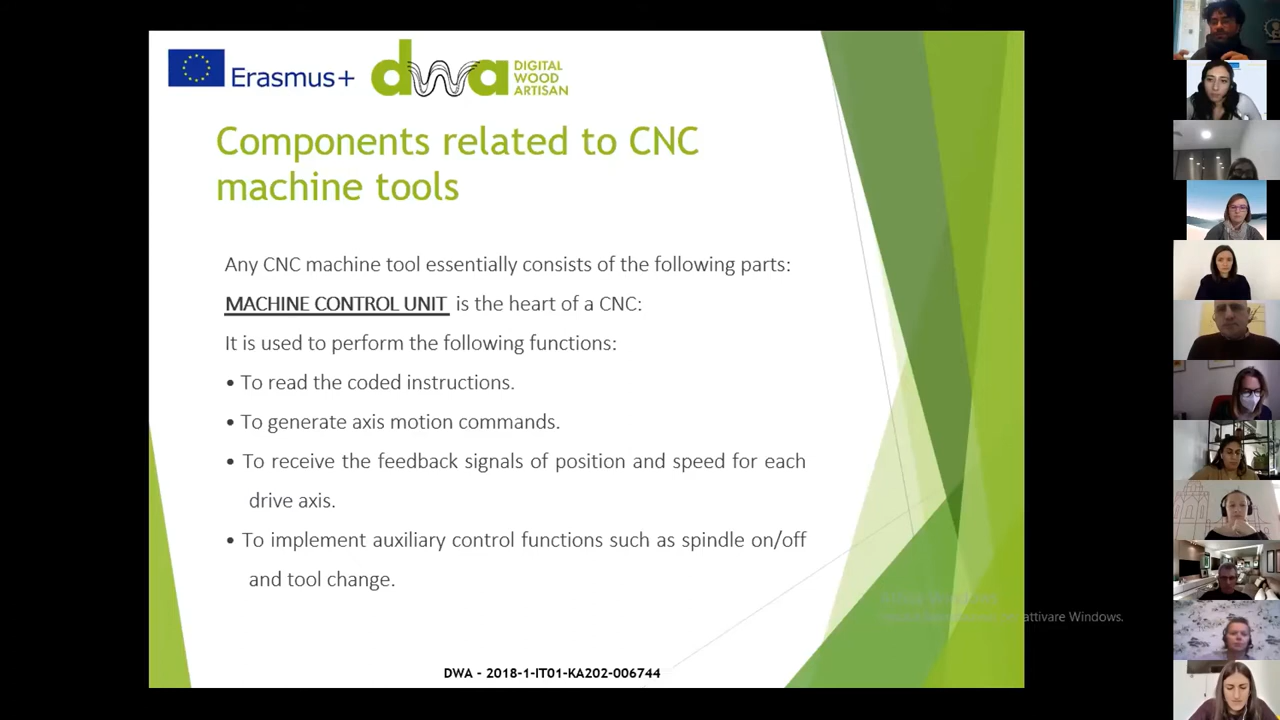 Erasmus+
dwa
DIGITAL
WOOD
ARTISAN
Components related to CNC
machine tools
Any CNC machine tool essentially consists of the following parts:
MACHINE CONTROL UNIT is the heart of a CNC:
It is used to perform the following functions:
• To read the coded instructions.
• To generate axis motion commands.
• To receive the feedback signals of position and speed for each
drive axis.
• To implement auxiliary control functions such as spindle on/off
and tool change.
attivare Windows.
DWA - 2018-1-IT01-KA202-006744